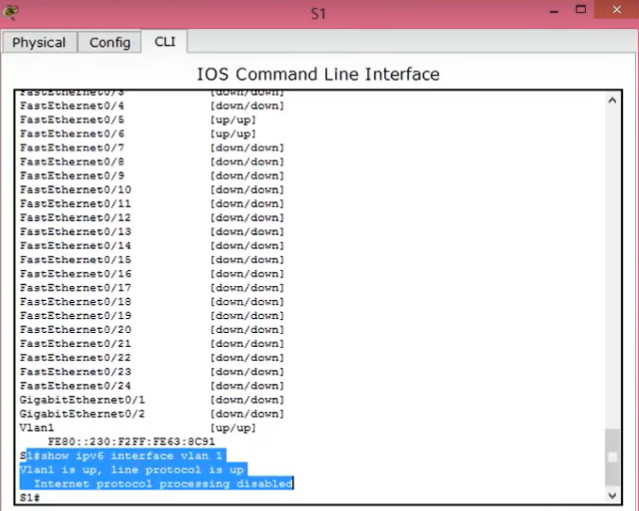 S1
Physical Config CLI
IOS Command Line Interface
FastEthernet0/3 [down/down]
FastEthernet0/4 [down/down]
FastEthernet0/5 [up/up]
FastEthernet0/6 [up/up]
FastEthernet0/7 [down/down]
FastEthernet0/8 [down/down]
FastEthernet0/9 [down/down]
FastEthernet0/10 [down/down]
FastEthernet0/11 [down/down]
FastEthernet0/12 [down/down]
FastEthernet0/13 [down/down]
FastEthernet0/14 [down/down]
FastEthernet0/15 [down/down]
FastEthernet0/16 [down/down]
FastEthernet0/17 [down/down]
FastEthernet0/18 [down/down]
FastEthernet0/19 [down/down]
FastEthernet0/20 [down/down]
FastEthernet0/21 [down/down]
FastEthernet0/22 [down/down]
FastEthernet0/23 [down/down]
FastEthernet0/24 [down/down]
GigabitEthernet0/1 [down/down]
GigabitEthernet0/2 [down/down]
Vlan1 [up/up]
FE80::230:F2FF:FE63:8C91
S1#show ipv6 interface vlan 1
Vlan1 is up, line protocol is up
Internet protocol processing disabled
S1#